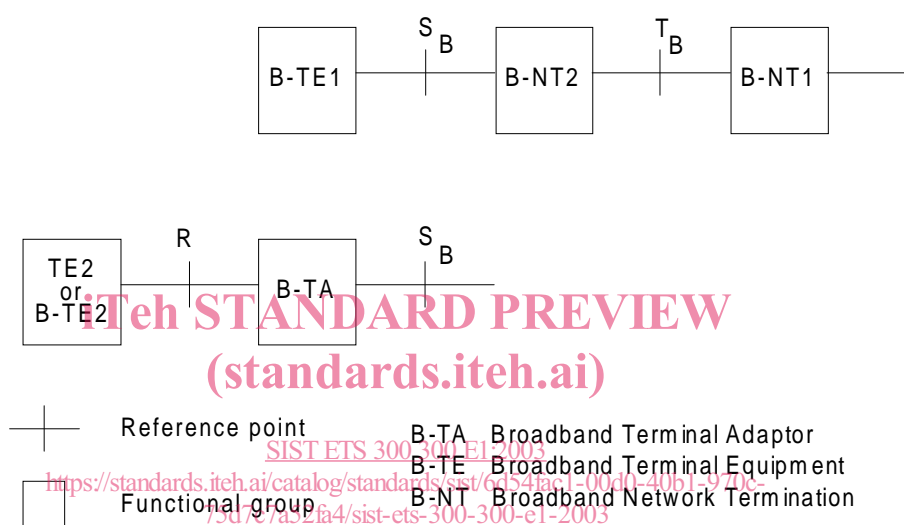 S B
T B
B-TE1
B-NT2
B-NT1
R
S B
TE2
or
B-TE2
B-TA
iTeh STANDARD PREVIEW
(standards.iteh.ai)
Reference point
B-TA Broadband Terminal Adaptor
SIST ETS 300 300 E1:2003
B-TE Broadband Terminal Equipment
https://standards.iteh.ai/catalog/standards/sist/6d54fac1-00d0-40b1-970c-
Functional group
B-NT Broadband Network Termination
75d7e7a52fa4/sist-ets-300-300-e1-2003